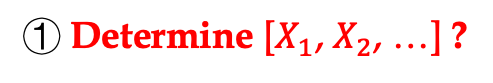 ① Determine [X₁, X₂, …] ?